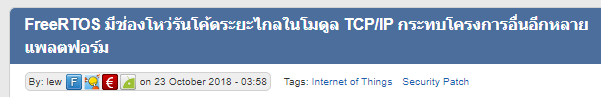 FreeRTOS มีช่องโหว่รันโค้ดระยะไกลในโมดูล TCP/IP กระทบโครงการอื่นอีกหลาย
แพลตฟอร์ม
By: lew F € on 23 October 2018 - 03:58 Tags: Internet of Things Security Patch